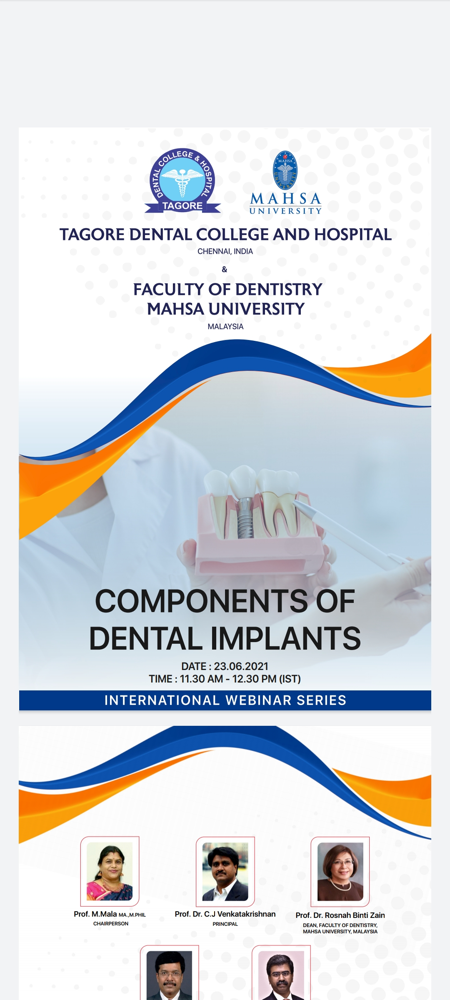 DENTAL COLLEGE & HOSPITAL
TAGORE
MAHSA
UNIVERSITY
MAHSA
UNIVERSITY
TAGORE DENTAL COLLEGE AND HOSPITAL
CHENNAI, INDIA
&
FACULTY OF DENTISTRY
MAHSA UNIVERSITY
MALAYSIA
COMPONENTS OF
DENTAL IMPLANTS
DATE : 23.06.2021
TIME : 11.30 AM - 12.30 PM (IST)
INTERNATIONAL WEBINAR SERIES
Prof. M.Mala MA.,M.PHIL
CHAIRPERSON
Prof. Dr. C.J Venkatakrishnan
PRINCIPAL
Prof. Dr. Rosnah Binti Zain
DEAN, FACULTY OF DENTISTRY,
MAHSA UNIVERSITY, MALAYSIA